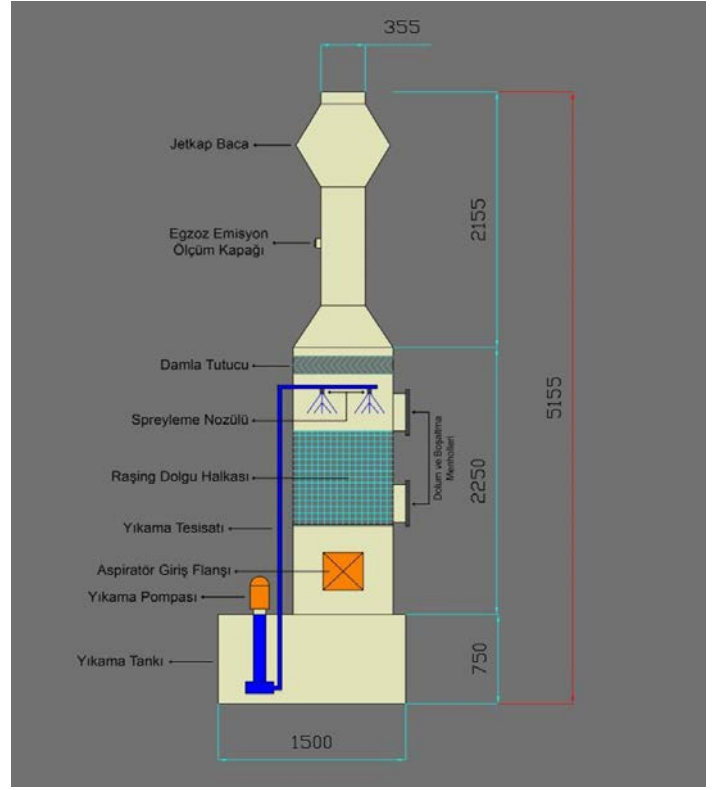 355
Jetkap Baca
2155
Egzoz Emisyon
Ölçüm Kapağı
Damla Tutucu
5155
Spreyleme Nozülü
Dolum ve Boşaltma
Menholleri
2250
Raşing Dolgu Halkası
Yıkama Tesisatı
Aspiratör Giriş Flanşı
Yıkama Pompası
Yıkama Tankı
750
1500